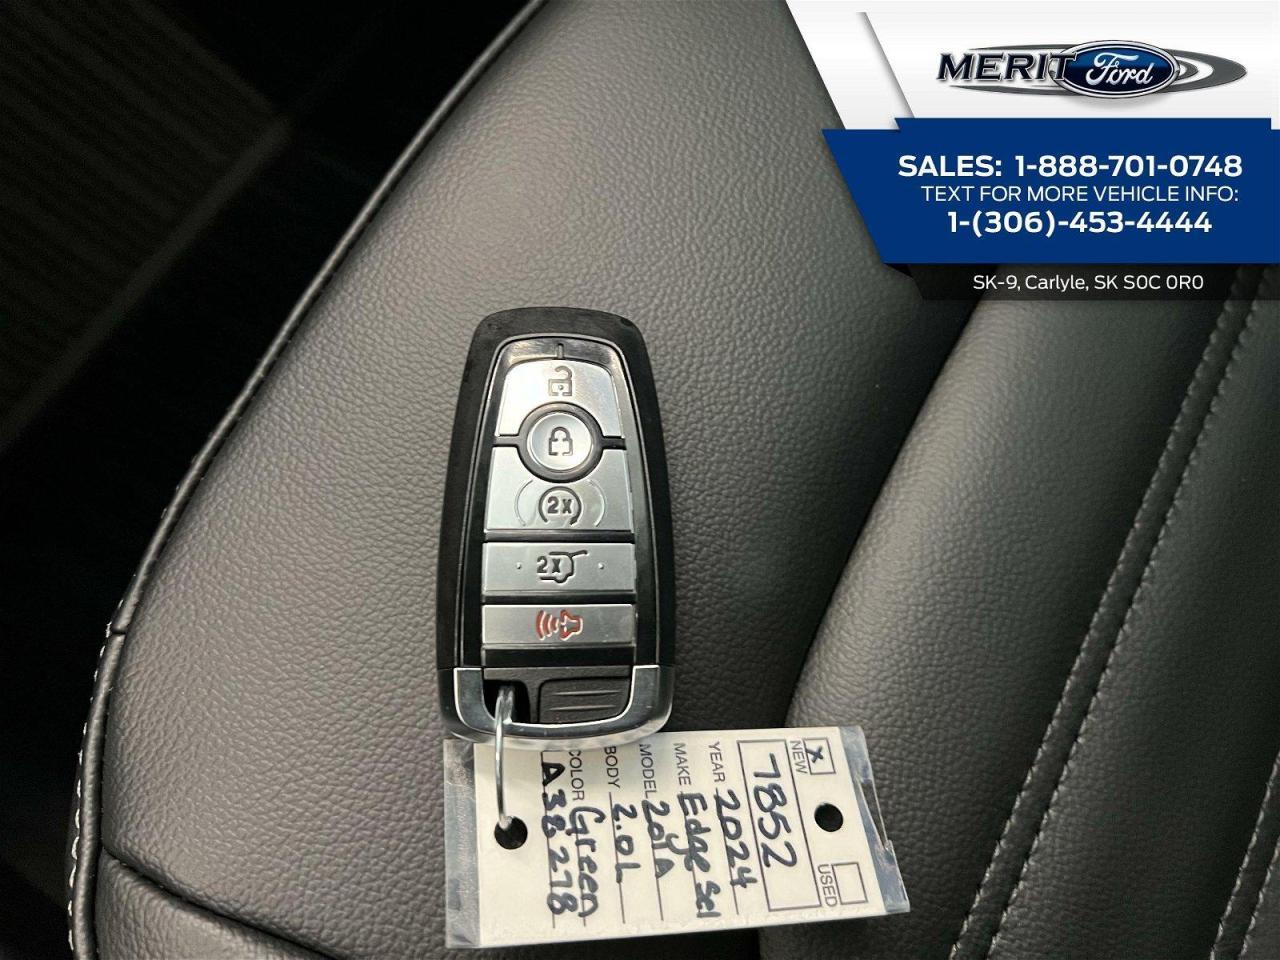 MERIT Ford
SALES: 1-888-701-0748
TEXT FOR MORE VEHICLE INFO:
1-(306)-453-4444
SK-9, Carlyle, SK S0C 0R0
2x
2x
X NEW
USED
7852
YEAR 2024
MAKE Edge Sel
MODEL 201A
BODY 2.0L
COLOR Green
A38278